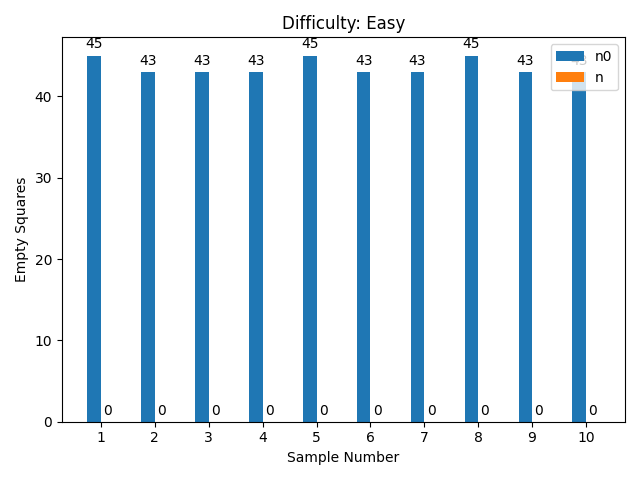 Difficulty: Easy
45 43 43 43 45 43 43 45 43
n0
n
Empty Squares
40
30
20
10
0
0 0 0 0 0 0 0 0 0 0
1 2 3 4 5 6 7 8 9 10
Sample Number